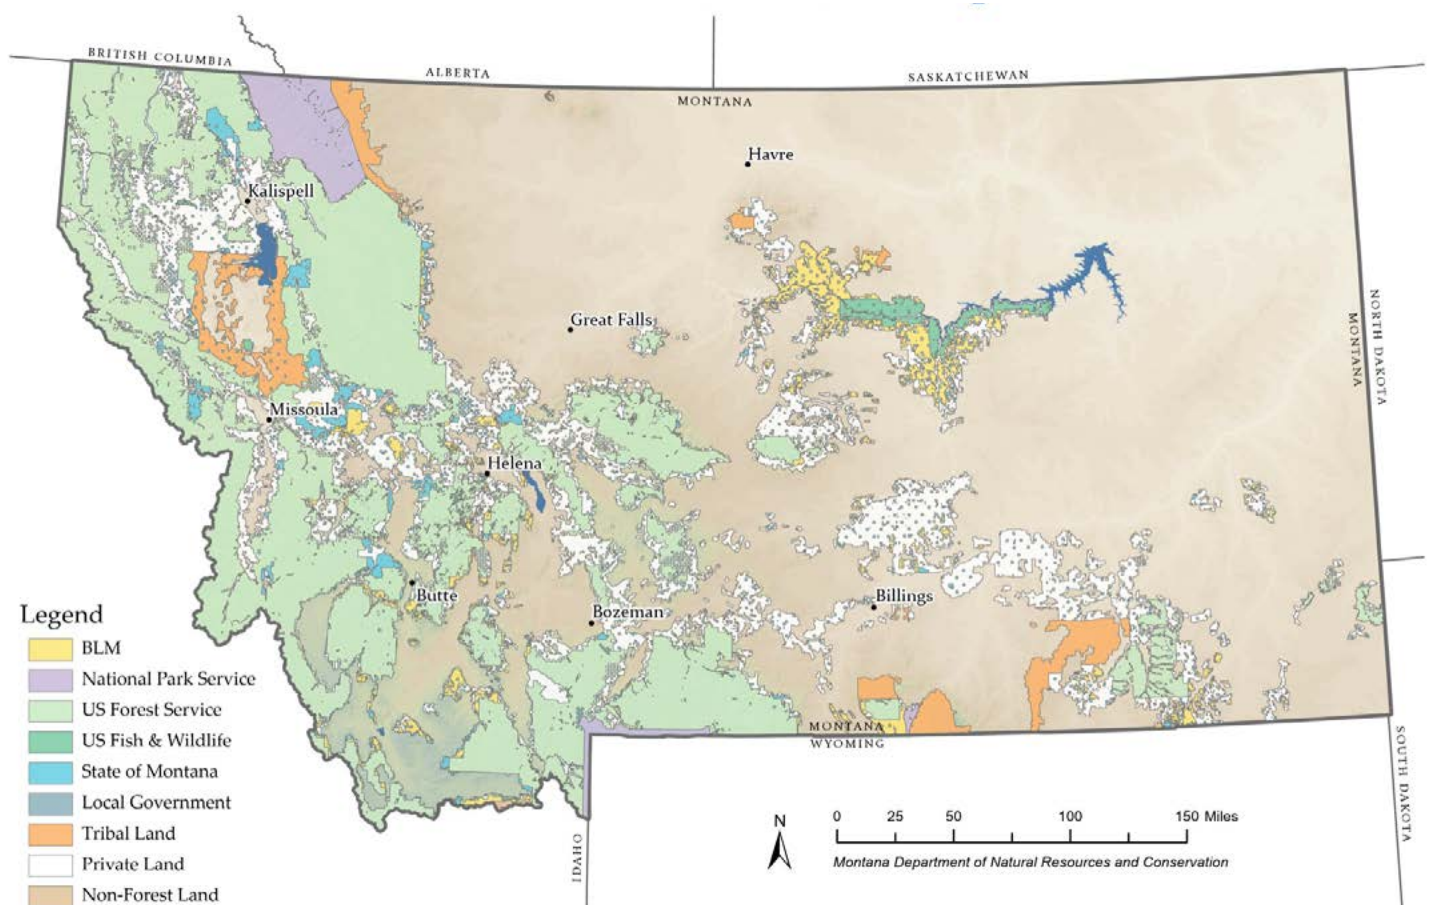 BRITISH COLUMBIA
ALBERTA
SASKATCHEWAN
MONTANA
Havre
Kalispell
Great Falls
NORTH DAKOTA
MONTANA
Missoula
Helena
Butte
Bozeman
Billings
MONTANA
WYOMING
SOUTH DAKOTA
IDAHO
Legend
BLM
National Park Service
US Forest Service
US Fish & Wildlife
State of Montana
Local Government
Tribal Land
Private Land
Non-Forest Land
N
0 25 50 100 150 Miles
Montana Department of Natural Resources and Conservation